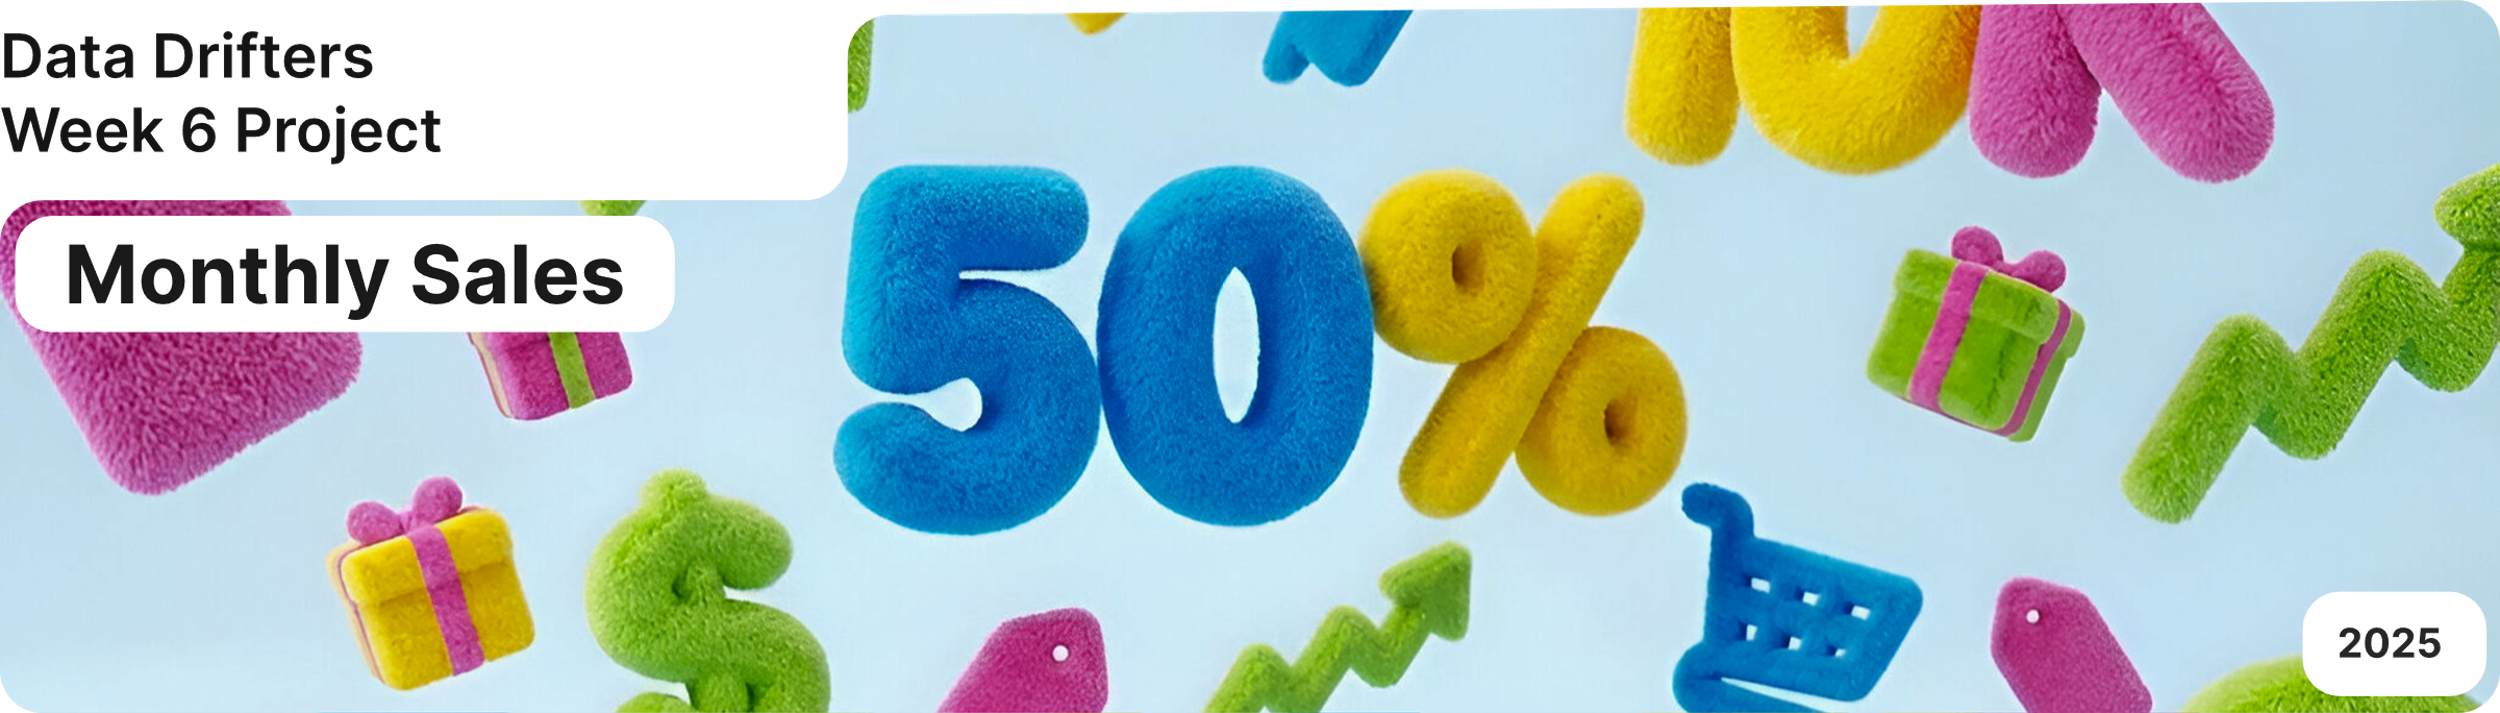 Data Drifters
Week 6 Project
Monthly Sales
50%
$
2025